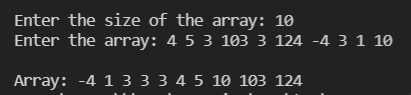 Enter the size of the array: 10
Enter the array: 4 5 3 103 3 124 -4 3 1 10
Array: -4 1 3 3 3 4 5 10 103 124